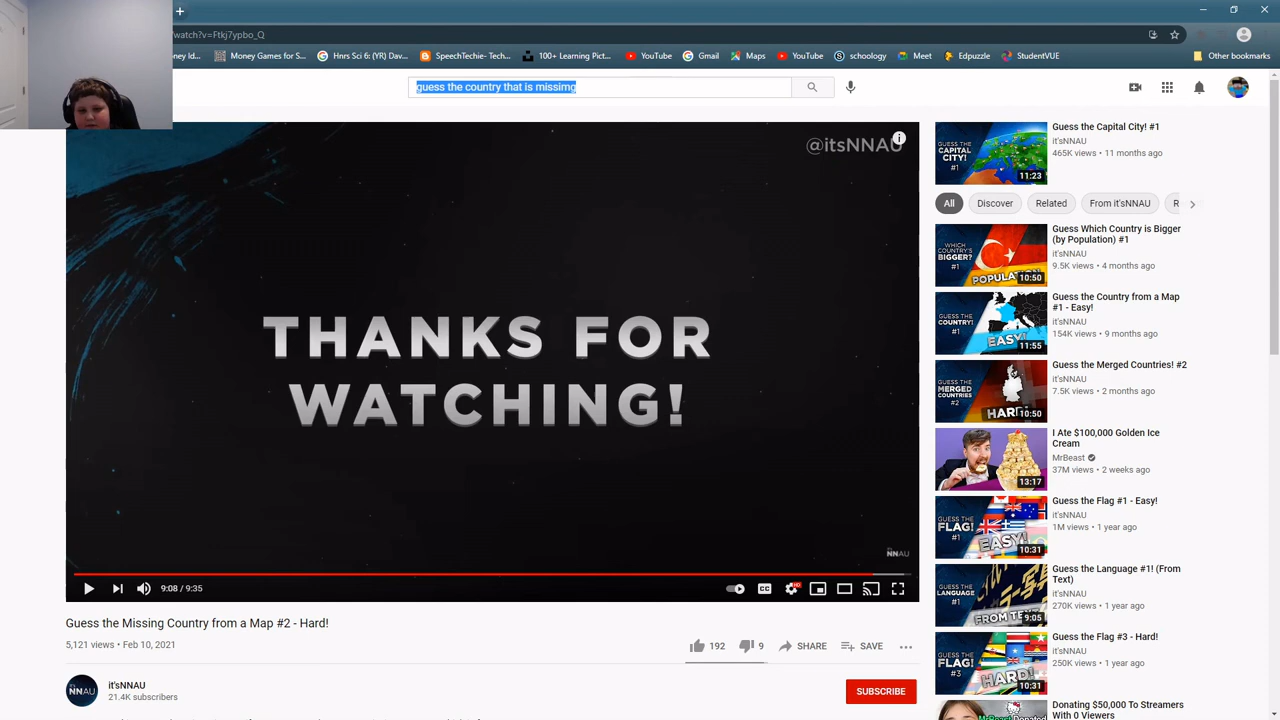 /watch?v=Ftkj7ypbo_Q
oney Id...
Money Games for S...
Hnrs Sci 6: (YR) Dav...
SpeechTechie- Tech...
100+ Learning Pict...
YouTube
Gmail
Maps
YouTube
schoology
Meet
Edpuzzle
StudentVUE
Other bookmarks
guess the country that is missimg
@itsNNAU
THANKS FOR
WATCHING!
NNAU
9:08 / 9:35
Guess the Missing Country from a Map #2 - Hard!
5,121 views • Feb 10, 2021
192
9
SHARE
SAVE
NNAU
it'sNNAU
21.4K subscribers
SUBSCRIBE
GUESS THE
CAPITAL
CITY!
#1
11:23
Guess the Capital City! #1
it'sNNAU
465K views • 11 months ago
All
Discover
Related
From it'sNNAU
R
WHICH
COUNTRY'S
BIGGER?
#1
POPULATION
10:50
Guess Which Country is Bigger
(by Population) #1
it'sNNAU
9.5K views • 4 months ago
GUESS THE
COUNTRY!
#1
EASY
11:55
Guess the Country from a Map
#1 - Easy!
it'sNNAU
154K views • 9 months ago
GUESS THE
MERGED
COUNTRIES
#2
HARD
10:50
Guess the Merged Countries! #2
it'sNNAU
7.5K views • 2 months ago
13:17
I Ate $100,000 Golden Ice
Cream
MrBeast
37M views • 2 weeks ago
GUESS THE
FLAG!
#1
EASY!
10:31
Guess the Flag #1 - Easy!
it'sNNAU
1M views • 1 year ago
GUESS THE
LANGUAGE
#1
FROM TEXT
9:05
Guess the Language #1! (From
Text)
it'sNNAU
270K views • 1 year ago
GUESS THE
FLAG!
#3
HARD!
10:31
Guess the Flag #3 - Hard!
it'sNNAU
250K views • 1 year ago
Donating $50,000 To Streamers
With 0 Viewers